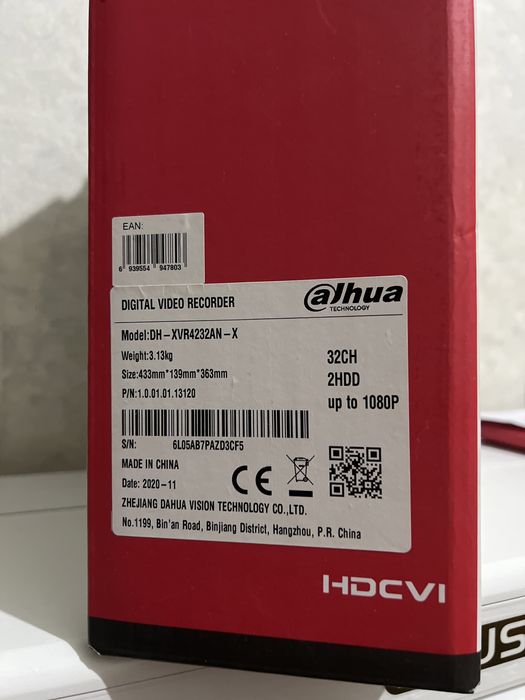 EAN:
6 939554 947803
DIGITAL VIDEO RECORDER
alhua
TECHNOLOGY
Model:DH-XVR4232AN-X
Weight:3.13kg
Size:433mm*139mm*363mm
P/N:1.0.01.01.13120
32CH
2HDD
up to 1080P
S/N: 6L05AB7PAZD3CF5
MADE IN CHINA
Date: 2020-11
CE
ZHEJIANG DAHUA VISION TECHNOLOGY CO.,LTD.
No.1199, Bin'an Road, Binjiang District, Hangzhou, P.R. China
HDCVI
US